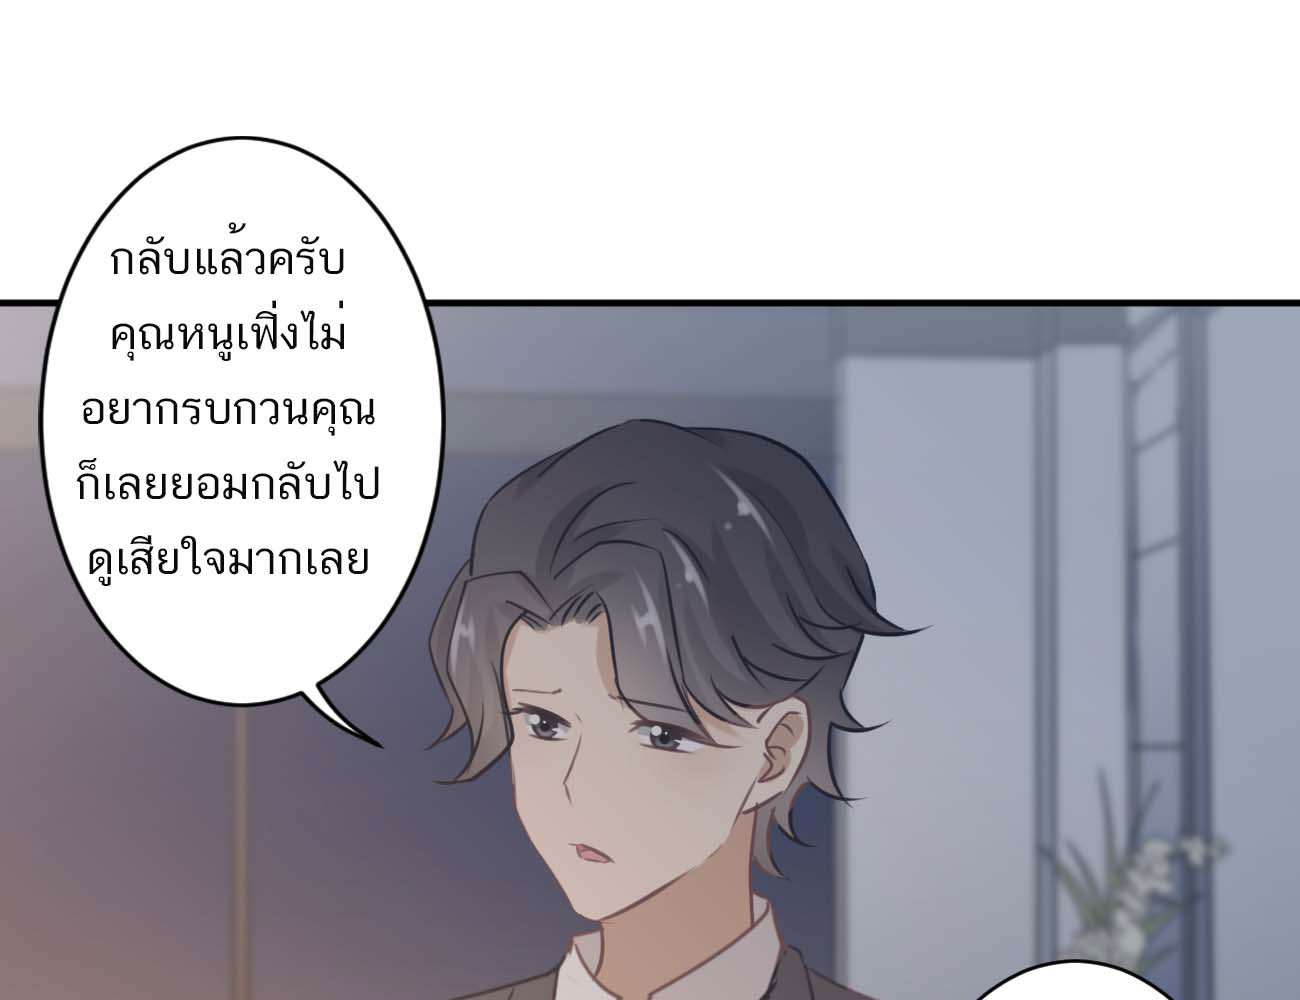 กลับแล้วครับ
คุณหนูเฟิ่งไม่
อยากรบกวนคุณ
ก็เลยยอมกลับไป
ดูเสียใจมากเลย